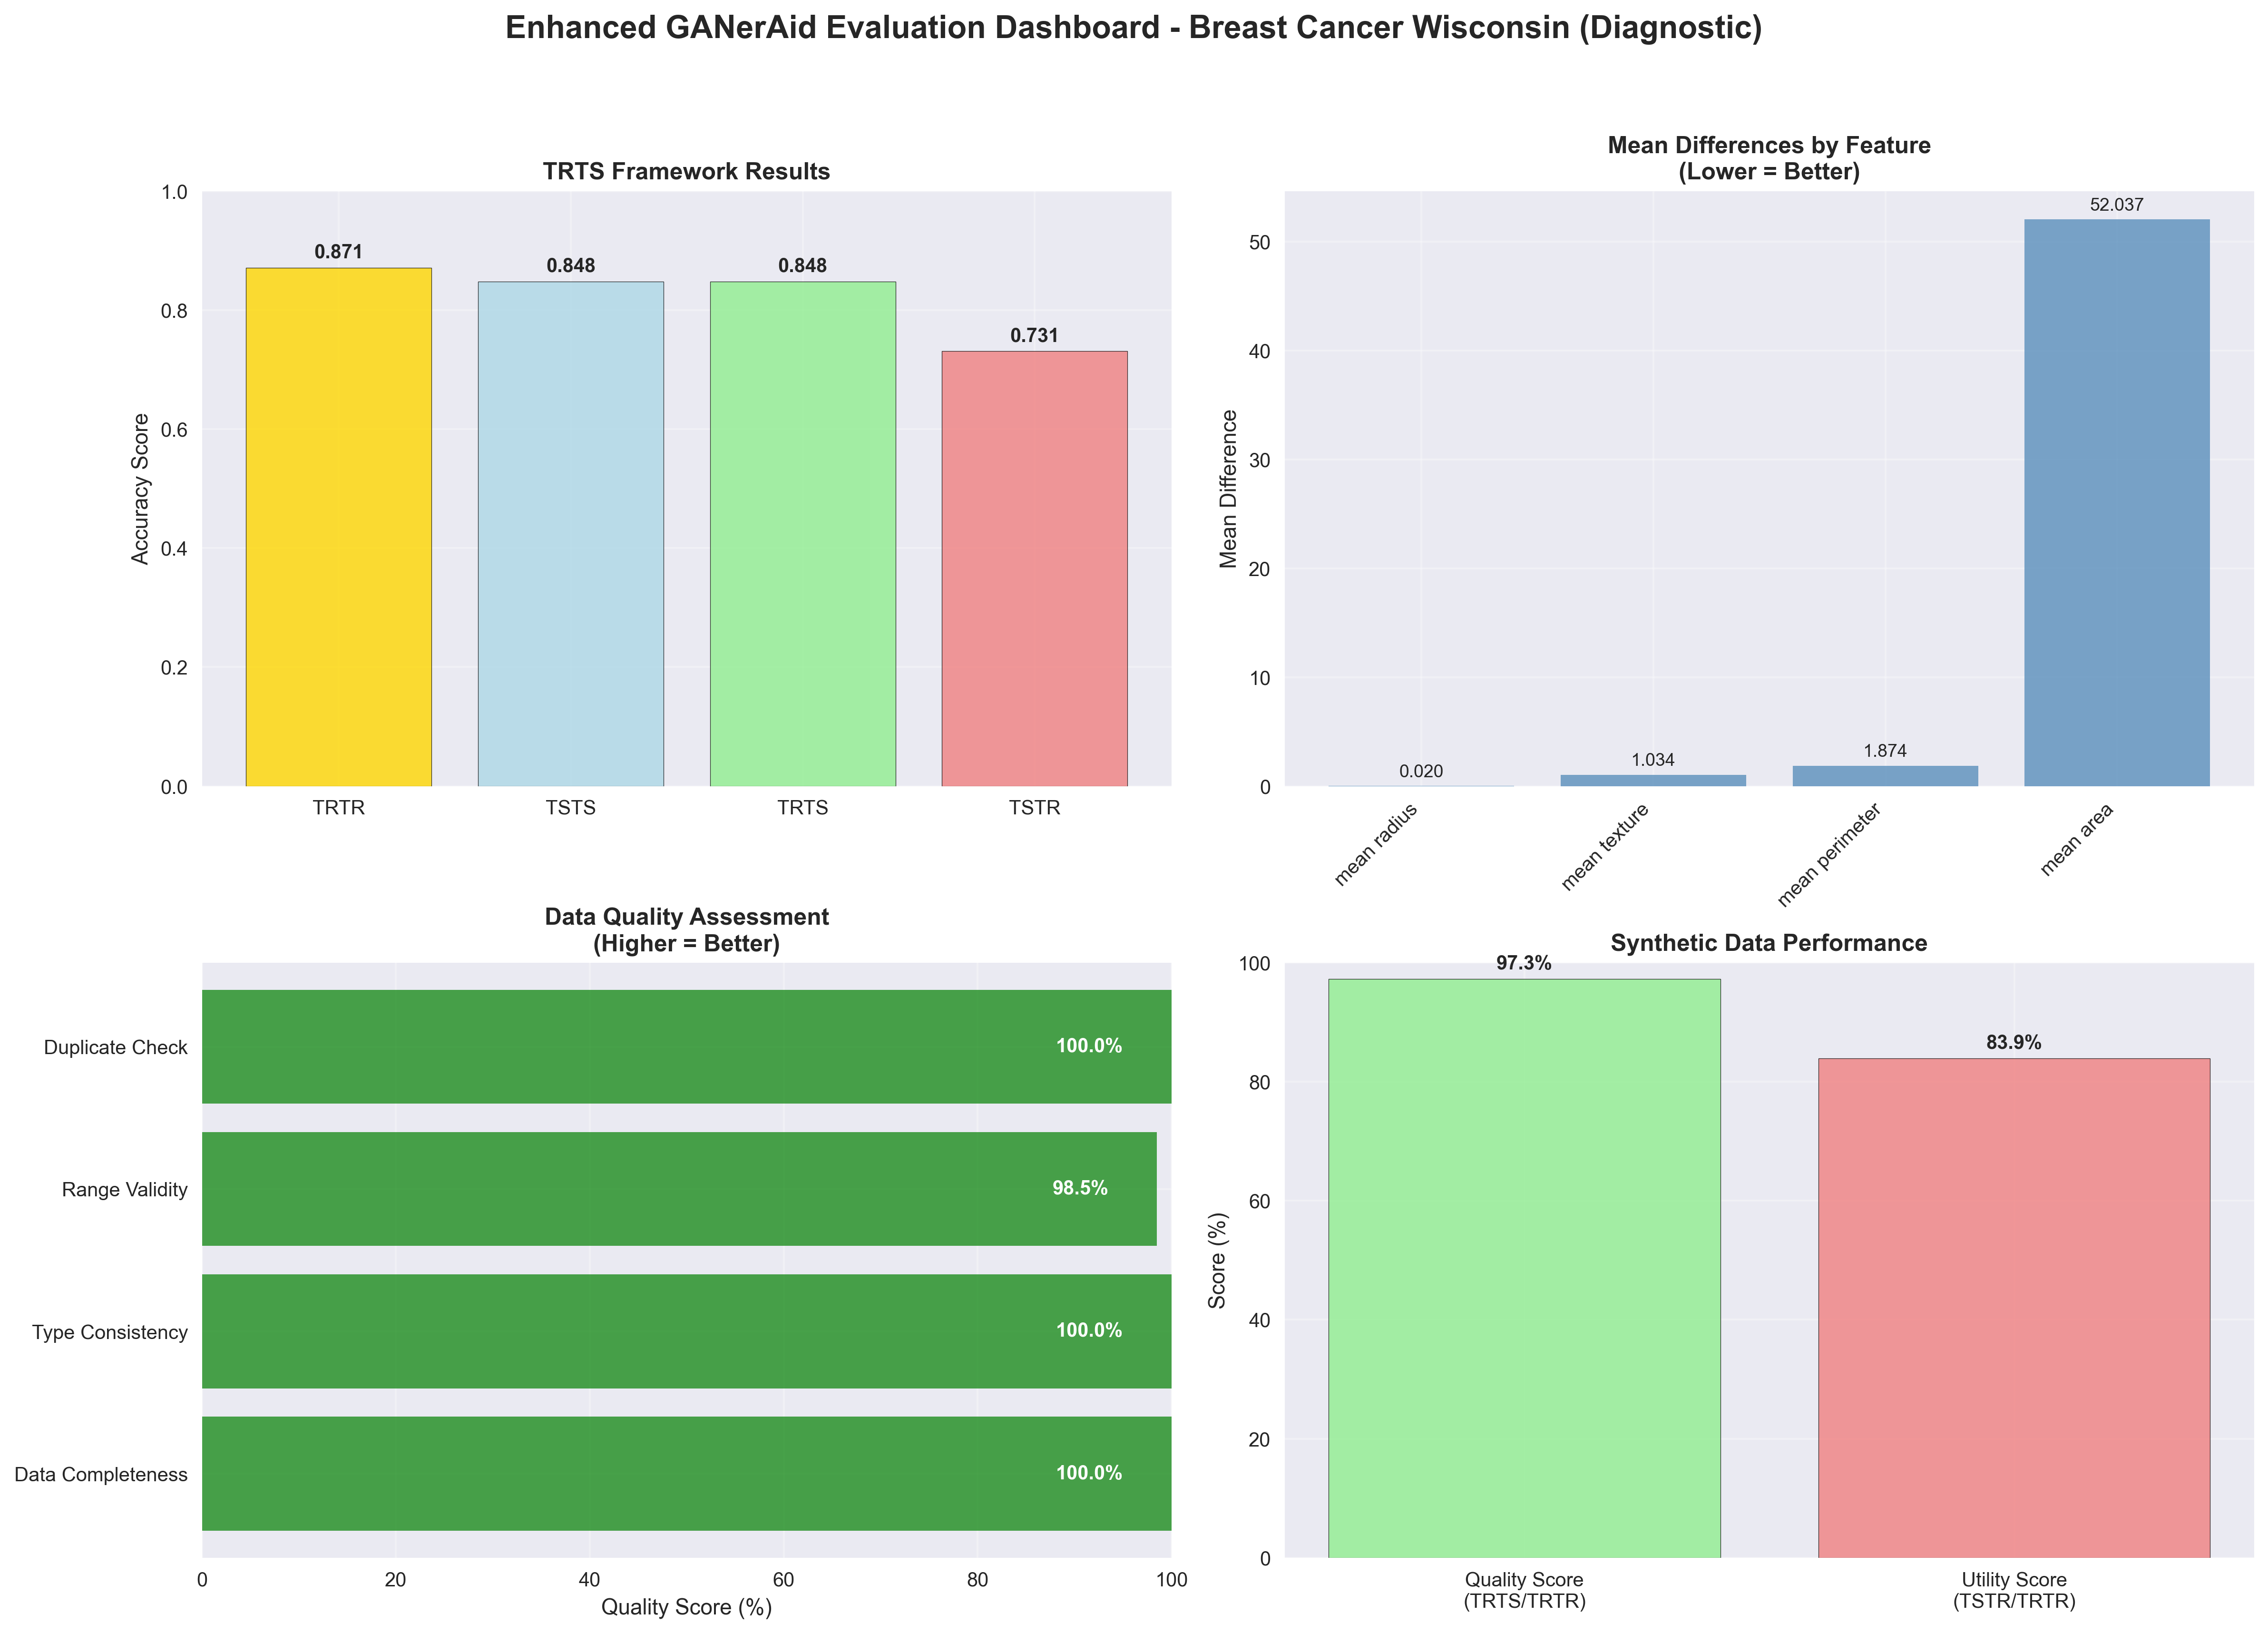 Enhanced GANerAid Evaluation Dashboard - Breast Cancer Wisconsin (Diagnostic)
TRTS Framework Results
Accuracy Score
1.0
0.8
0.6
0.4
0.2
0.0
0.871
0.848
0.848
0.731
TRTR
TSTS
TRTS
TSTR
Mean Differences by Feature
(Lower = Better)
Mean Difference
50
40
30
20
10
0
0.020
1.034
1.874
52.037
mean radius
mean texture
mean perimeter
mean area
Data Quality Assessment
(Higher = Better)
Duplicate Check
100.0%
Range Validity
98.5%
Type Consistency
100.0%
Data Completeness
100.0%
0
20
40
60
80
100
Quality Score (%)
Synthetic Data Performance
Score (%)
100
80
60
40
20
0
97.3%
83.9%
Quality Score
(TRTS/TRTR)
Utility Score
(TSTR/TRTR)